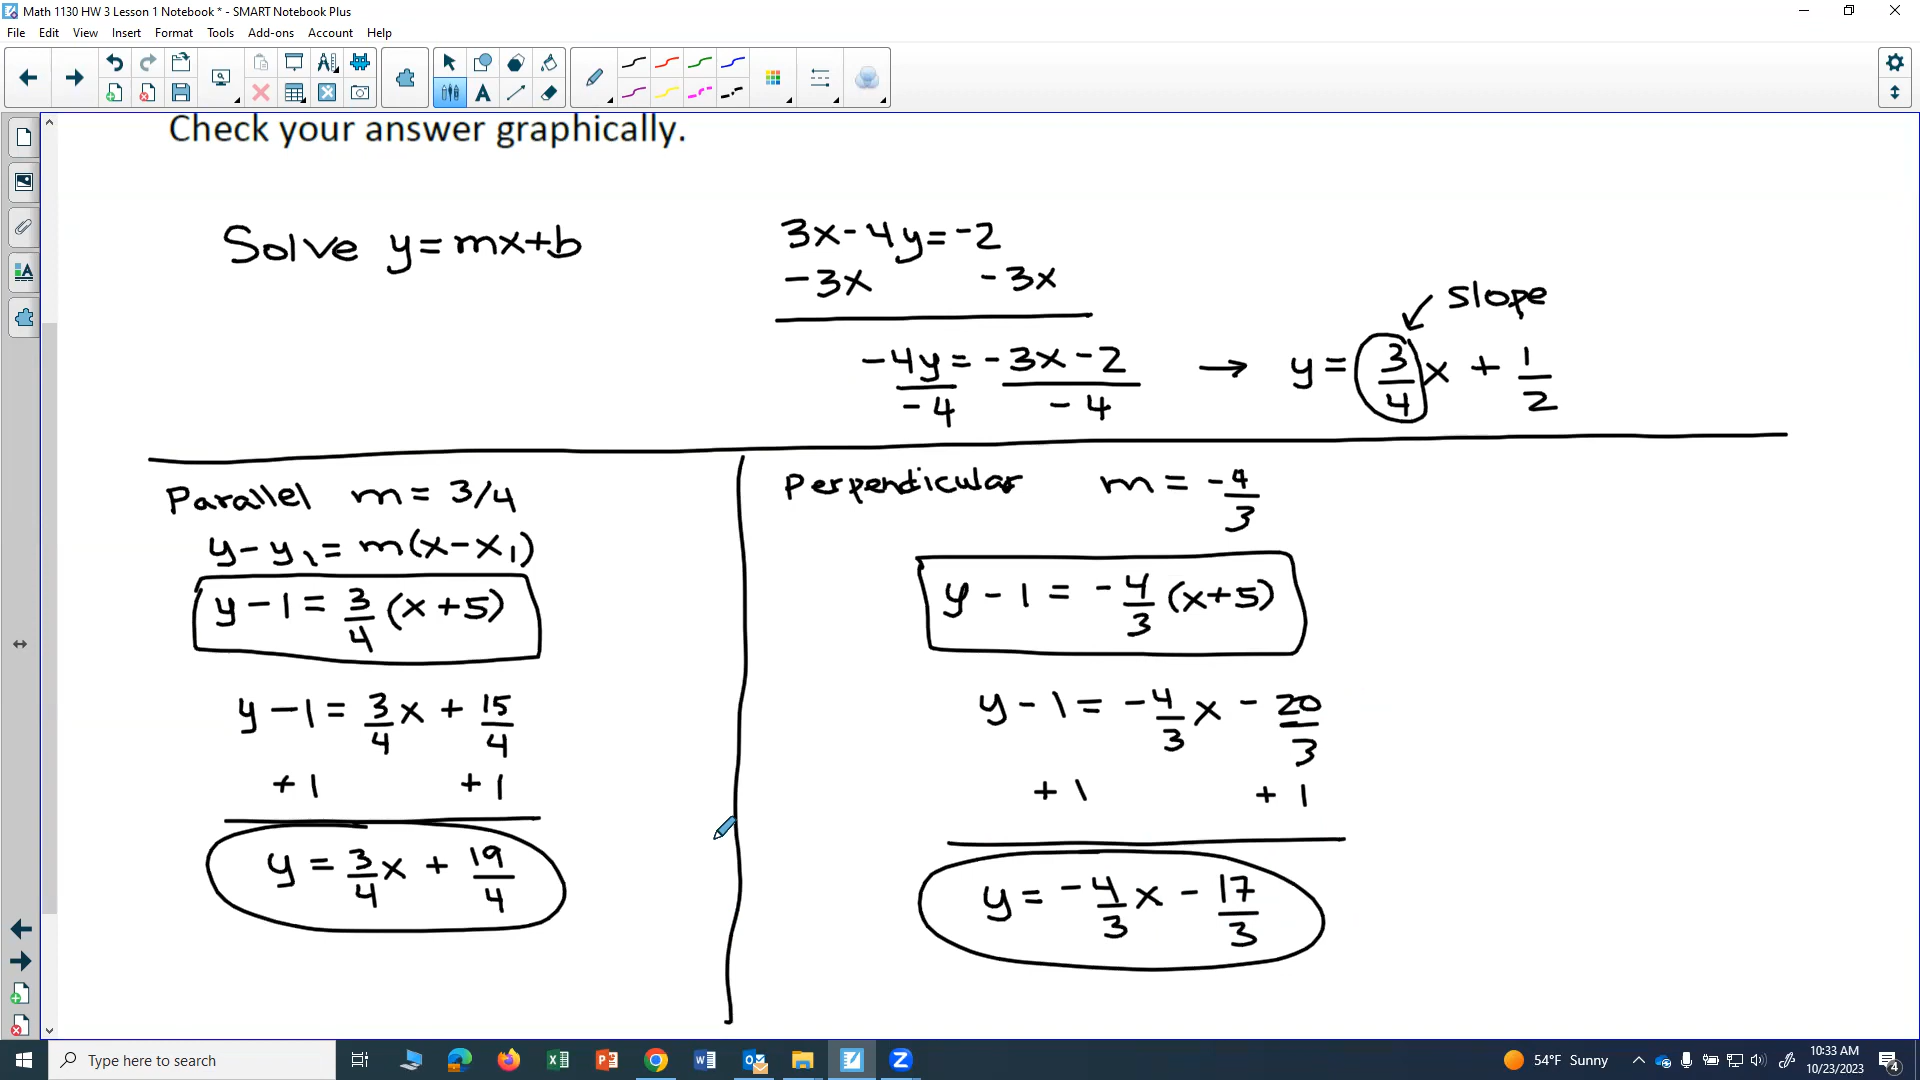 Math 1130 HW 3 Lesson 1 Notebook * - SMART Notebook Plus
File Edit View Insert Format Tools Add-ons Account Help
Check your answer graphically.
Solve y=mx+b
3x-4y=-2
-3x -3x
-4y = -3x-2
-4 -4
→ y = 3/4 x + 1/2
slope
Parallel m = 3/4
y-y₁ = m(x-x₁)
y-1 = 3/4 (x+5)
y-1 = 3/4 x + 15/4
+1 +1
y = 3/4 x + 19/4
Perpendicular m = -4/3
y-1 = -4/3 (x+5)
y-1 = -4/3 x - 20/3
+1 +1
y = -4/3 x - 17/3
Type here to search
54°F Sunny
10:33 AM
10/23/2023
4